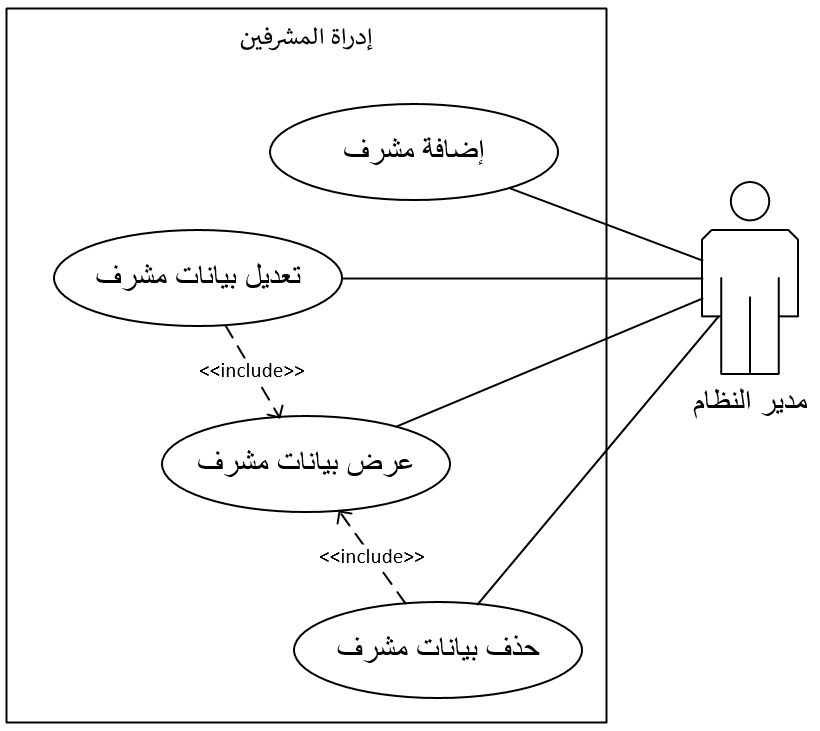 إدراة المشرفين
إضافة مشرف
تعديل بيانات مشرف
<<include>>
عرض بيانات مشرف
<<include>>
حذف بيانات مشرف
مدير النظام